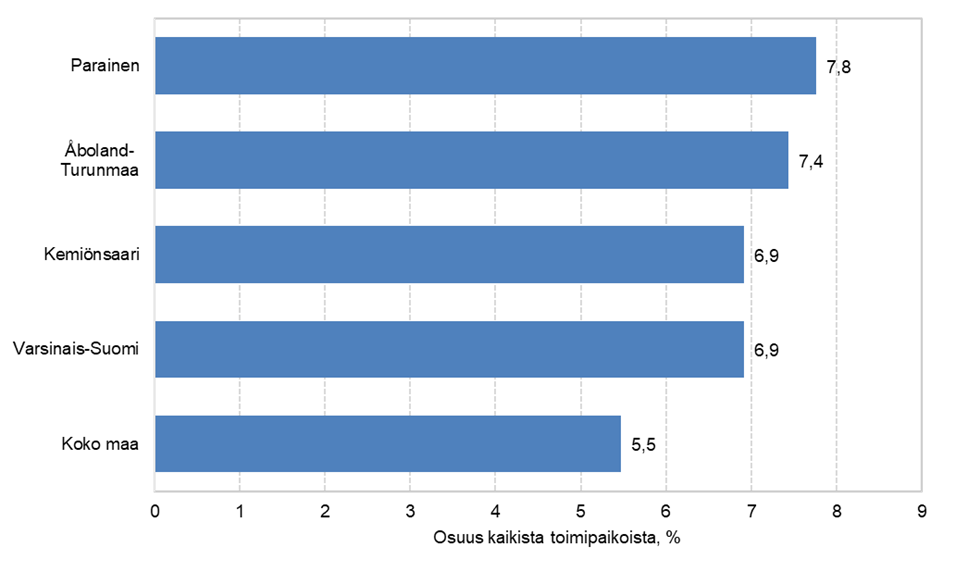 Parainen
7,8
Åboland-
Turunmaa
7,4
Kemiönsaari
6,9
Varsinais-Suomi
6,9
Koko maa
5,5
0 1 2 3 4 5 6 7 8 9
Osuus kaikista toimipaikoista, %